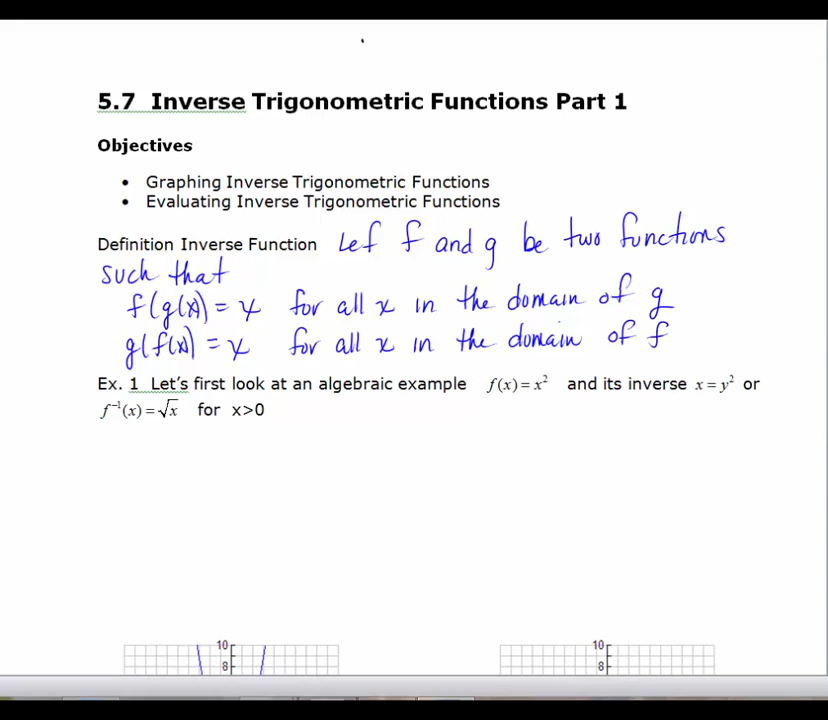 5.7 Inverse Trigonometric Functions Part 1
Objectives
• Graphing Inverse Trigonometric Functions
• Evaluating Inverse Trigonometric Functions
Definition Inverse Function Let f and g be two functions
such that
f(g(x)) = x for all x in the domain of g
g(f(x)) = x for all x in the domain of f
Ex. 1 Let's first look at an algebraic example f(x) = x² and its inverse x = y² or
f⁻¹(x) = √x for x>0
10 10
8 8